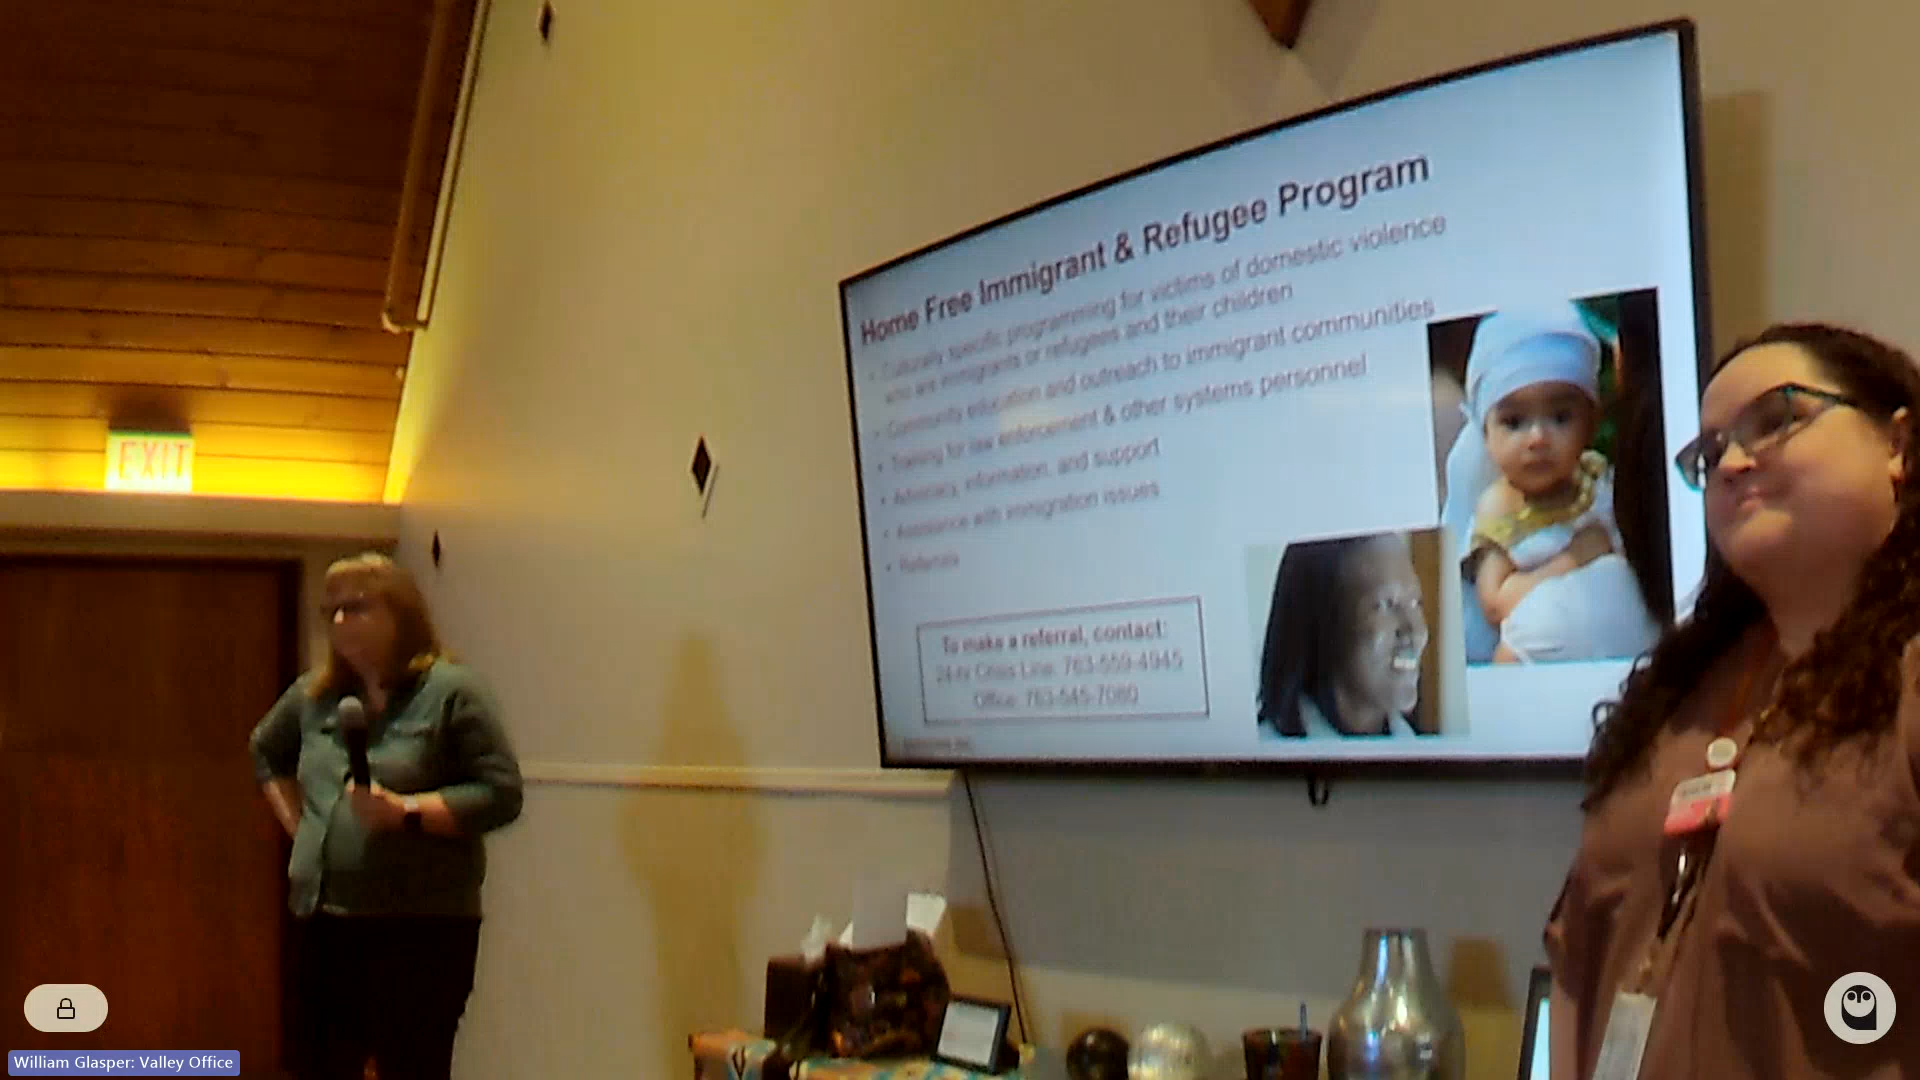 Home Free Immigrant & Refugee Program
• Culturally specific programming for victims of domestic violence
who are immigrants or refugees and their children
• Community education and outreach to immigrant communities
• Training for law enforcement & other systems personnel
• Advocacy, information, and support
• Assistance with immigration issues
• Referrals
To make a referral, contact:
24-hr Crisis Line: 763-559-4945
Office: 763-545-7080
EXIT
William Glasper: Valley Office